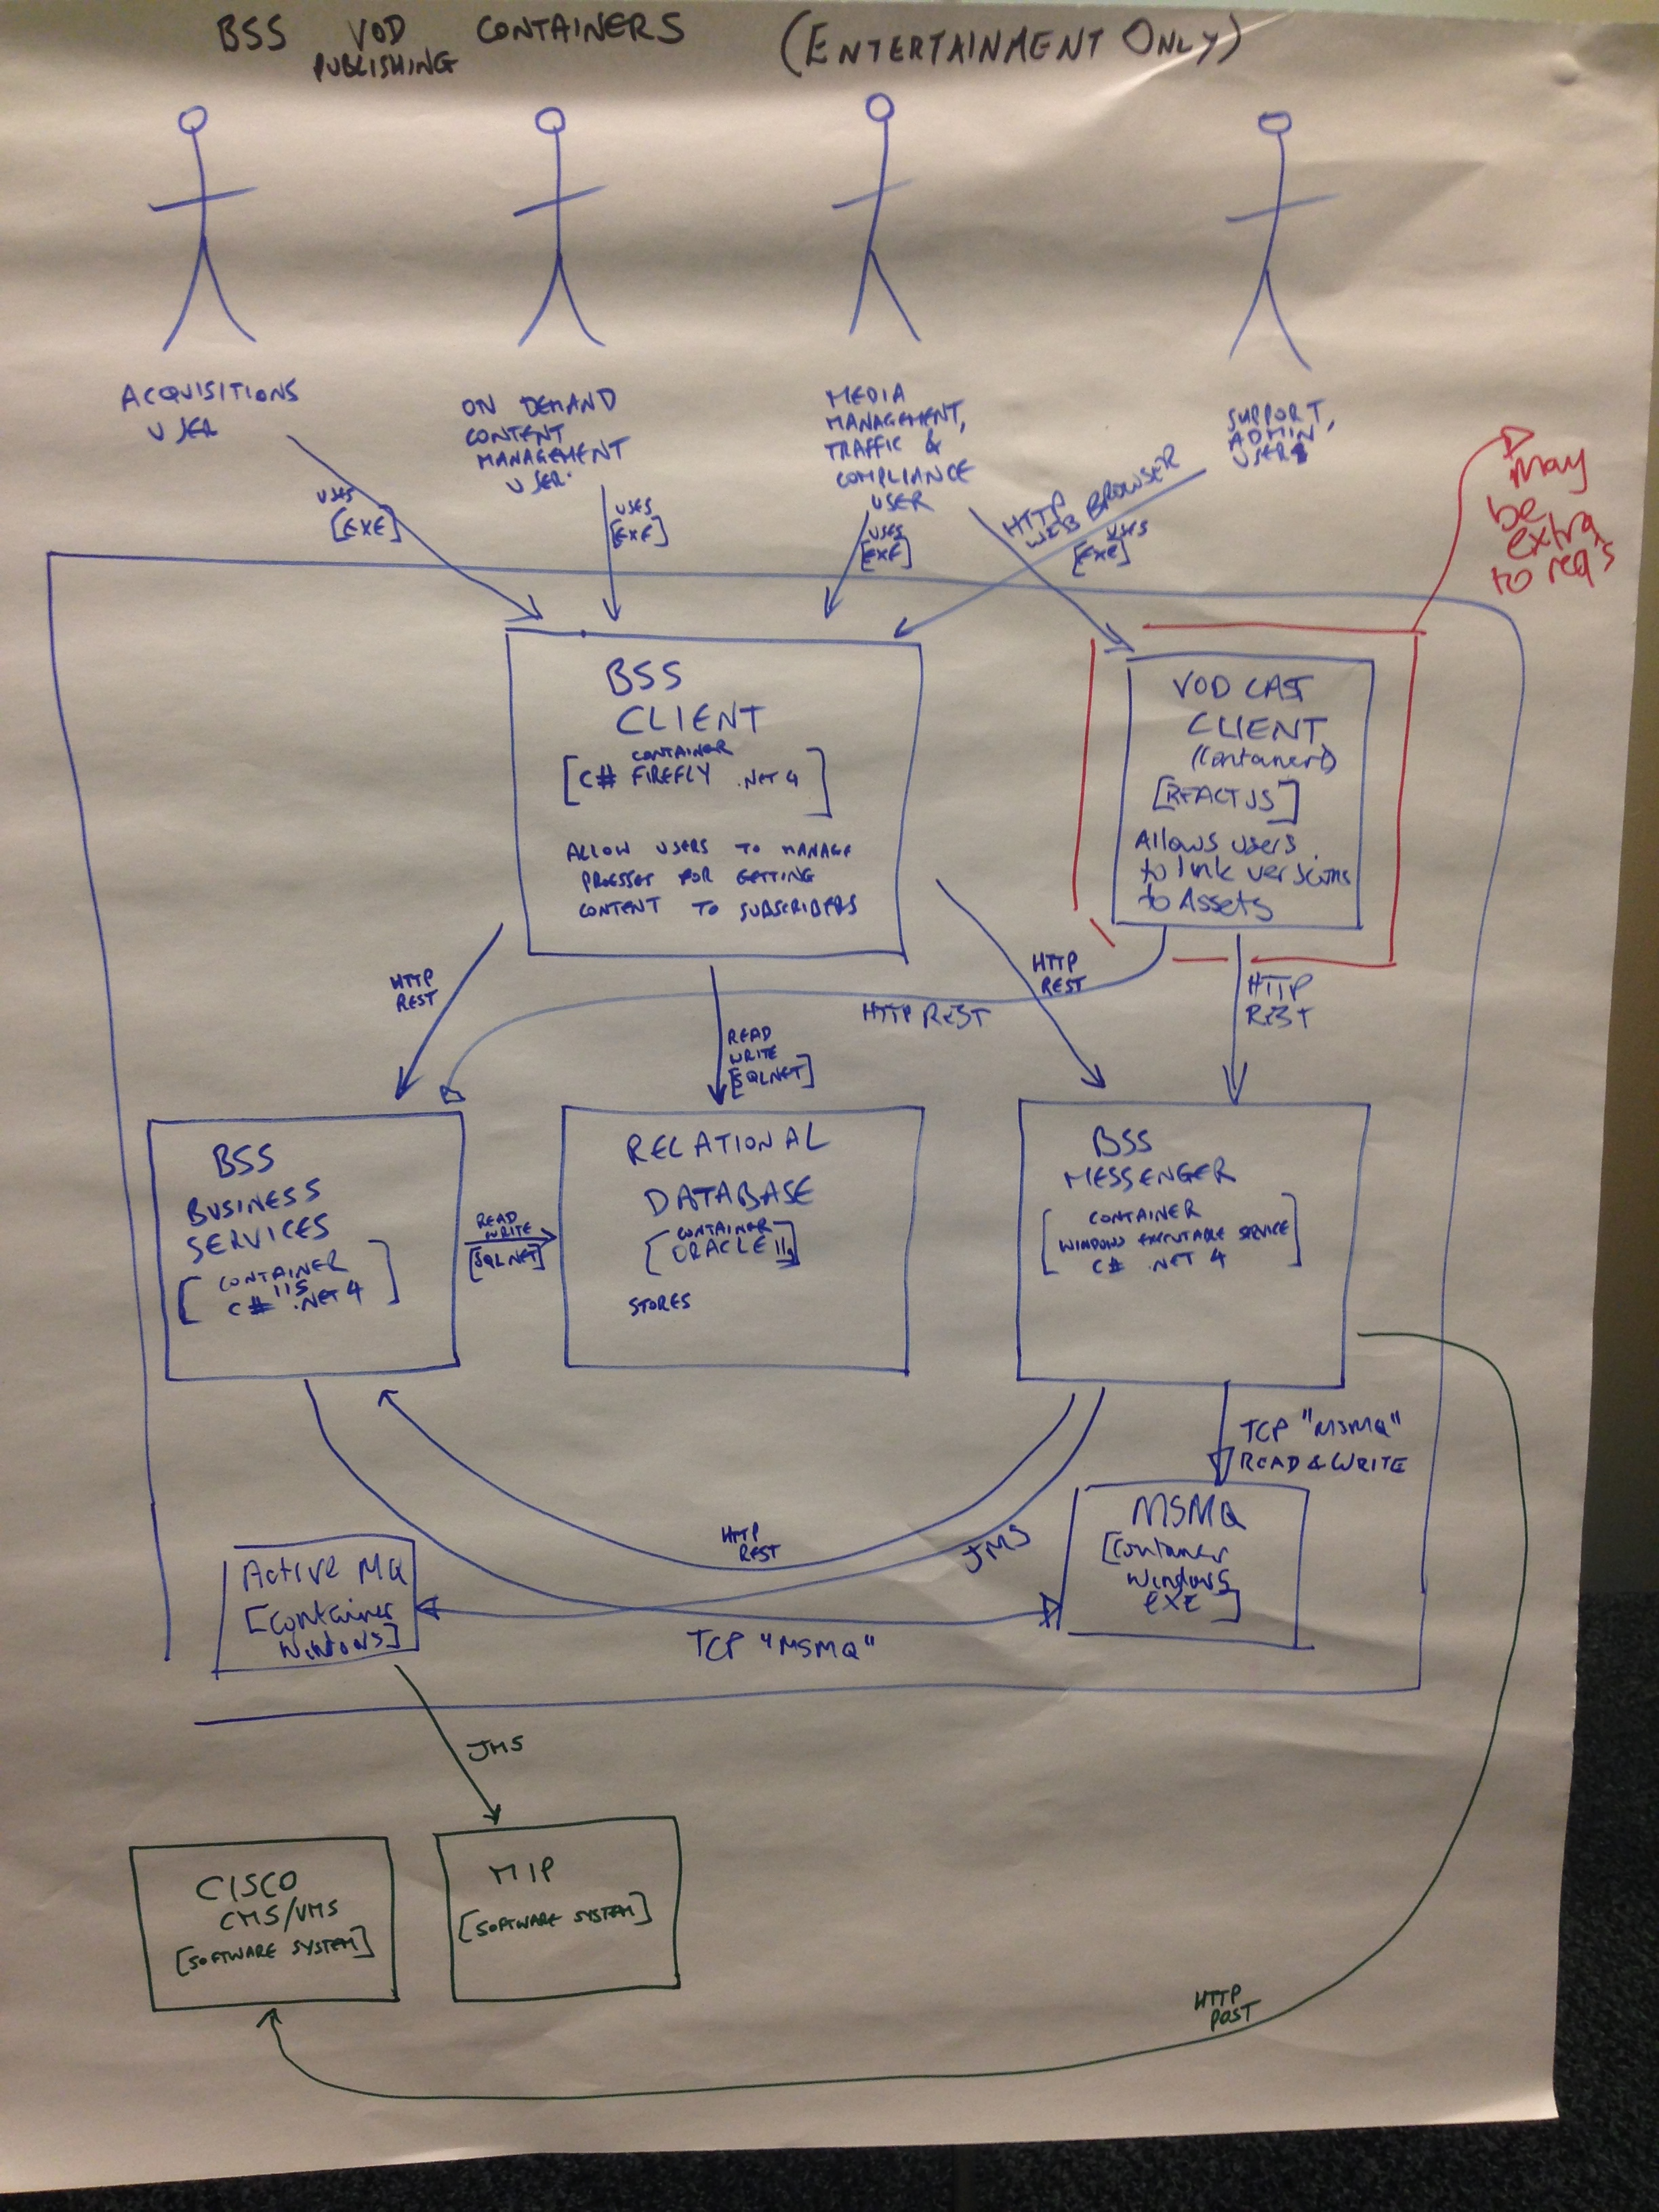 BSS VOD CONTAINERS (ENTERTAINMENT ONLY)
PUBLISHING
ACQUISITIONS
USER
ON DEMAND
CONTENT
MANAGEMENT
USER.
MEDIA
MANAGEMENT,
TRAFFIC &
COMPLIANCE
USER
SUPPORT,
ADMIN
USERS
May
be
extra
to req's
USES
[EXE]
USES
[EXE]
USES
[EXE]
HTTP
WEB BROWSER
USES
[EXE]
BSS
CLIENT
CONTAINER
[C# FIREFLY .NET 4]
ALLOW USERS TO MANAGE
PROCESS FOR GETTING
CONTENT TO SUBSCRIBERS
VOD CAST
CLIENT
(Container)
[REACT JS]
Allows users
to link versions
to Assets
HTTP
REST
READ
WRITE
[SQLNET]
HTTP REST
HTTP
REST
HTTP
REST
BSS
BUSINESS
SERVICES
[CONTAINER
IIS
C# .NET 4]
READ
WRITE
[SQLNET]
RELATIONAL
DATABASE
[CONTAINER
ORACLE 11g]
STORES
BSS
MESSENGER
[CONTAINER
WINDOWS EXECUTABLE SERVICE
C# .NET 4]
TCP "MSMQ"
READ & WRITE
HTTP
REST
JMS
Active MQ
[Container
Windows]
TCP "MSMQ"
MSMQ
[Container
Windows
EXE]
JMS
CISCO
CMS/VMS
[SOFTWARE SYSTEM]
MIP
[SOFTWARE SYSTEM]
HTTP
POST